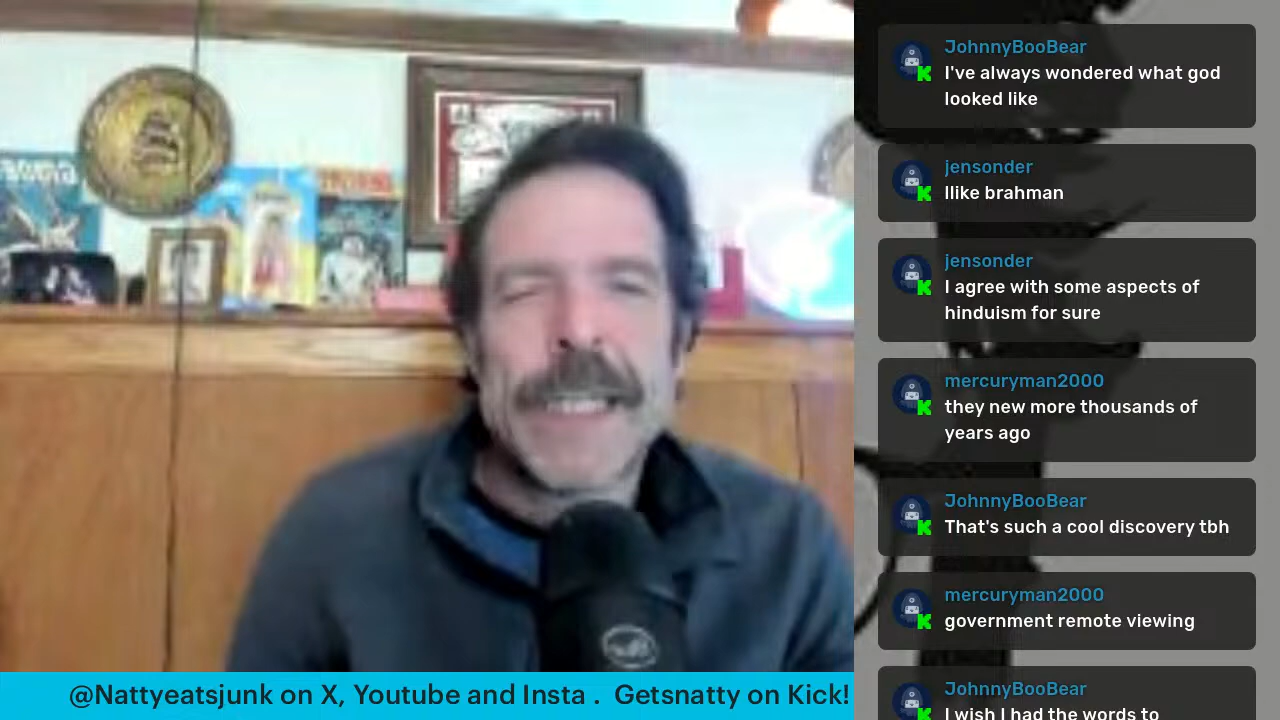 JohnnyBooBear
I've always wondered what god
looked like
jensonder
llike brahman
jensonder
I agree with some aspects of
hinduism for sure
mercuryman2000
they new more thousands of
years ago
JohnnyBooBear
That's such a cool discovery tbh
mercuryman2000
government remote viewing
JohnnyBooBear
I wish I had the words to
@Nattyeatsjunk on X, Youtube and Insta .  Getsnatty on Kick!